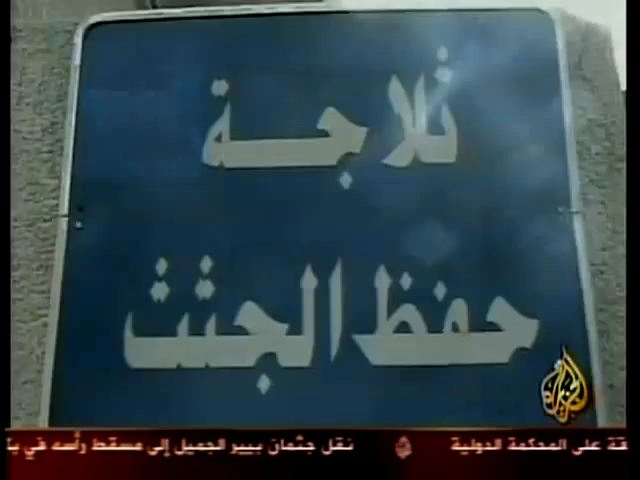 ثلاجة
حفظ الجثث
على المحكمة الدولية
نقل جثمان بيير الجميل إلى مسقط رأسه في